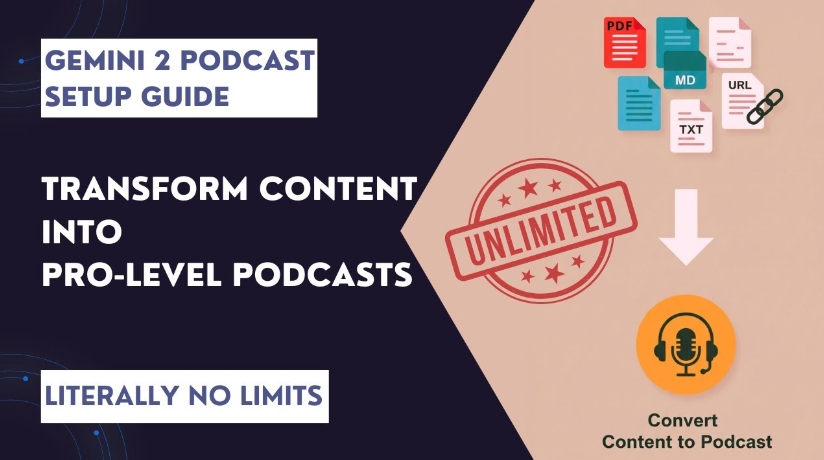 GEMINI 2 PODCAST
SETUP GUIDE
TRANSFORM CONTENT
INTO
PRO-LEVEL PODCASTS
LITERALLY NO LIMITS
UNLIMITED
PDF
MD
URL
TXT
Convert
Content to Podcast